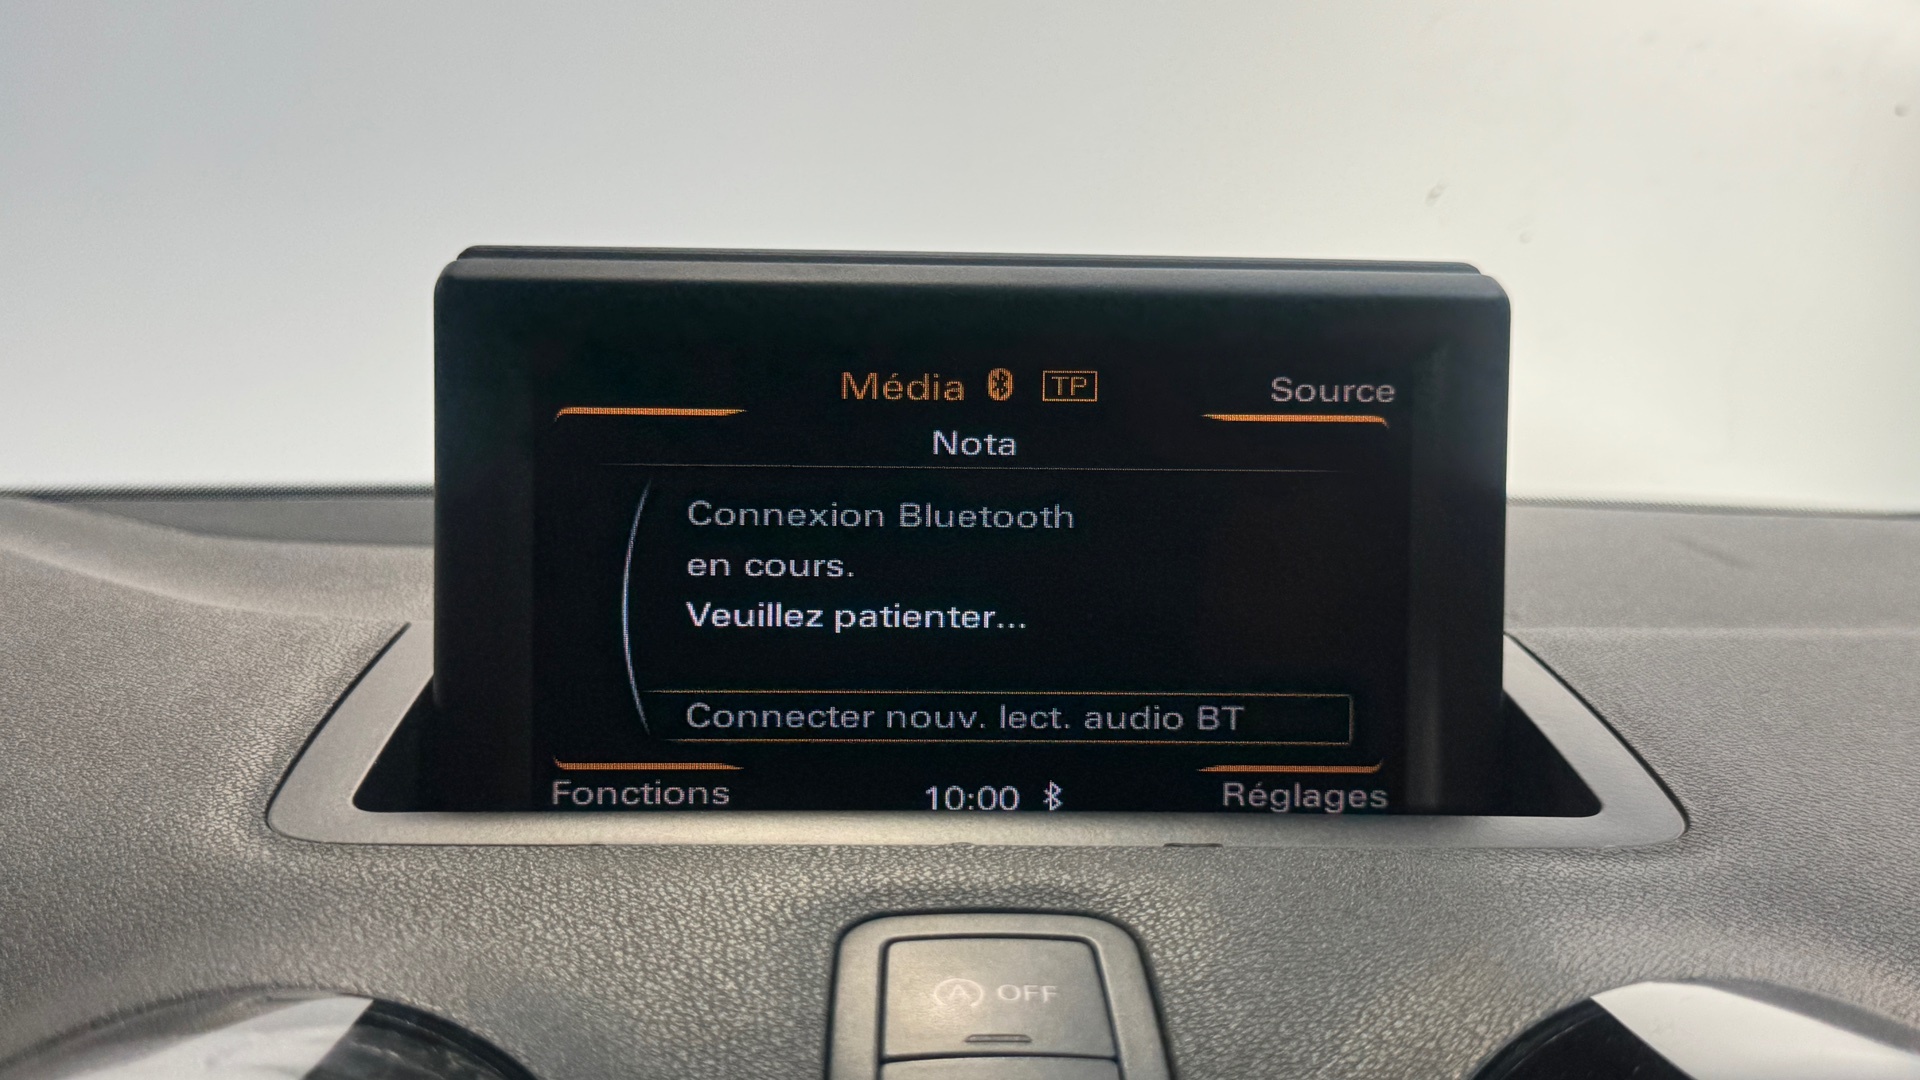 Média TP
Source
Nota
Connexion Bluetooth
en cours.
Veuillez patienter...
Connecter nouv. lect. audio BT
Fonctions
10:00
Réglages
A OFF